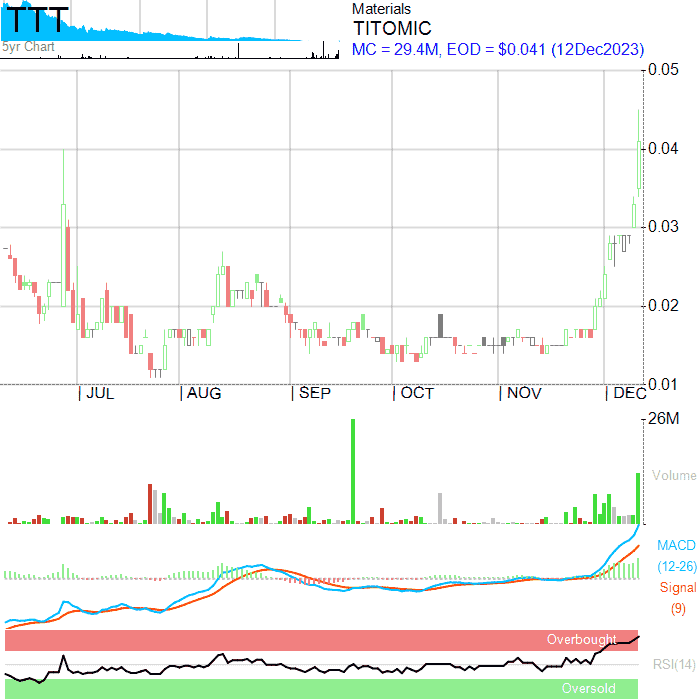 TTT
5yr Chart
Materials
TITOMIC
MC = 29.4M, EOD = $0.041 (12Dec2023)
0.05
0.04
0.03
0.02
0.01
JUL AUG SEP OCT NOV DEC
26M
Volume
MACD
(12-26)
Signal
(9)
Overbought
RSI(14)
Oversold